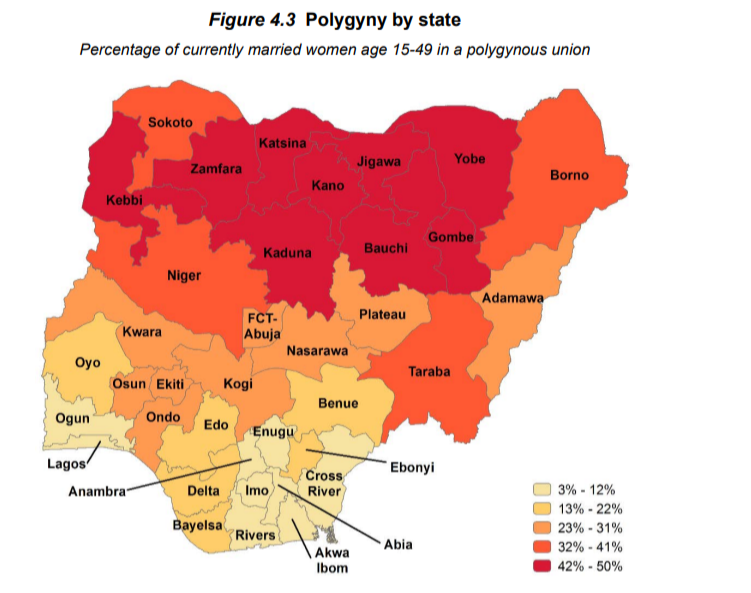 Figure 4.3 Polygyny by state
Percentage of currently married women age 15-49 in a polygynous union
Sokoto
Katsina
Zamfara
Jigawa
Yobe
Borno
Kano
Kebbi
Gombe
Kaduna
Bauchi
Niger
Adamawa
FCT-
Abuja
Plateau
Kwara
Nasarawa
Oyo
Taraba
Osun
Ekiti
Kogi
Benue
Ogun
Ondo
Edo
Enugu
Lagos
Ebonyi
Anambra
Delta
Imo
Cross
River
Bayelsa
Rivers
Abia
Akwa
Ibom
3% - 12%
13% - 22%
23% - 31%
32% - 41%
42% - 50%